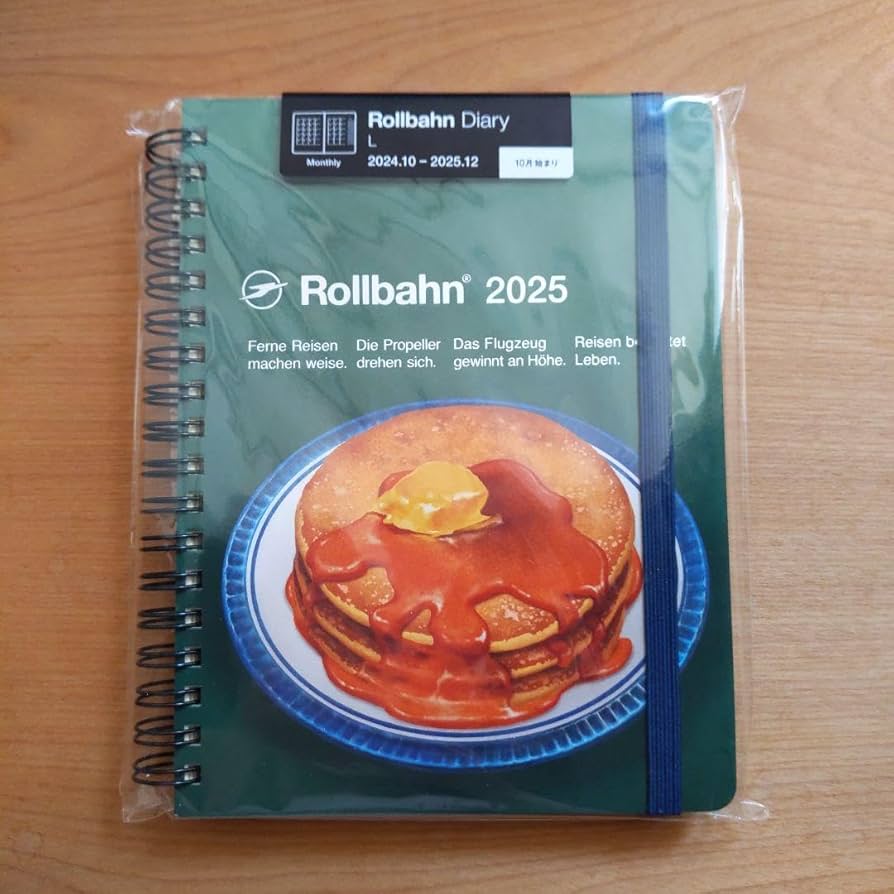 Rollbahn Diary
L
Monthly
2024.10 – 2025.12
10月始まり
Rollbahn® 2025
Ferne Reisen
machen weise.
Die Propeller
drehen sich.
Das Flugzeug
gewinnt an Höhe.
Reisen
Leben.